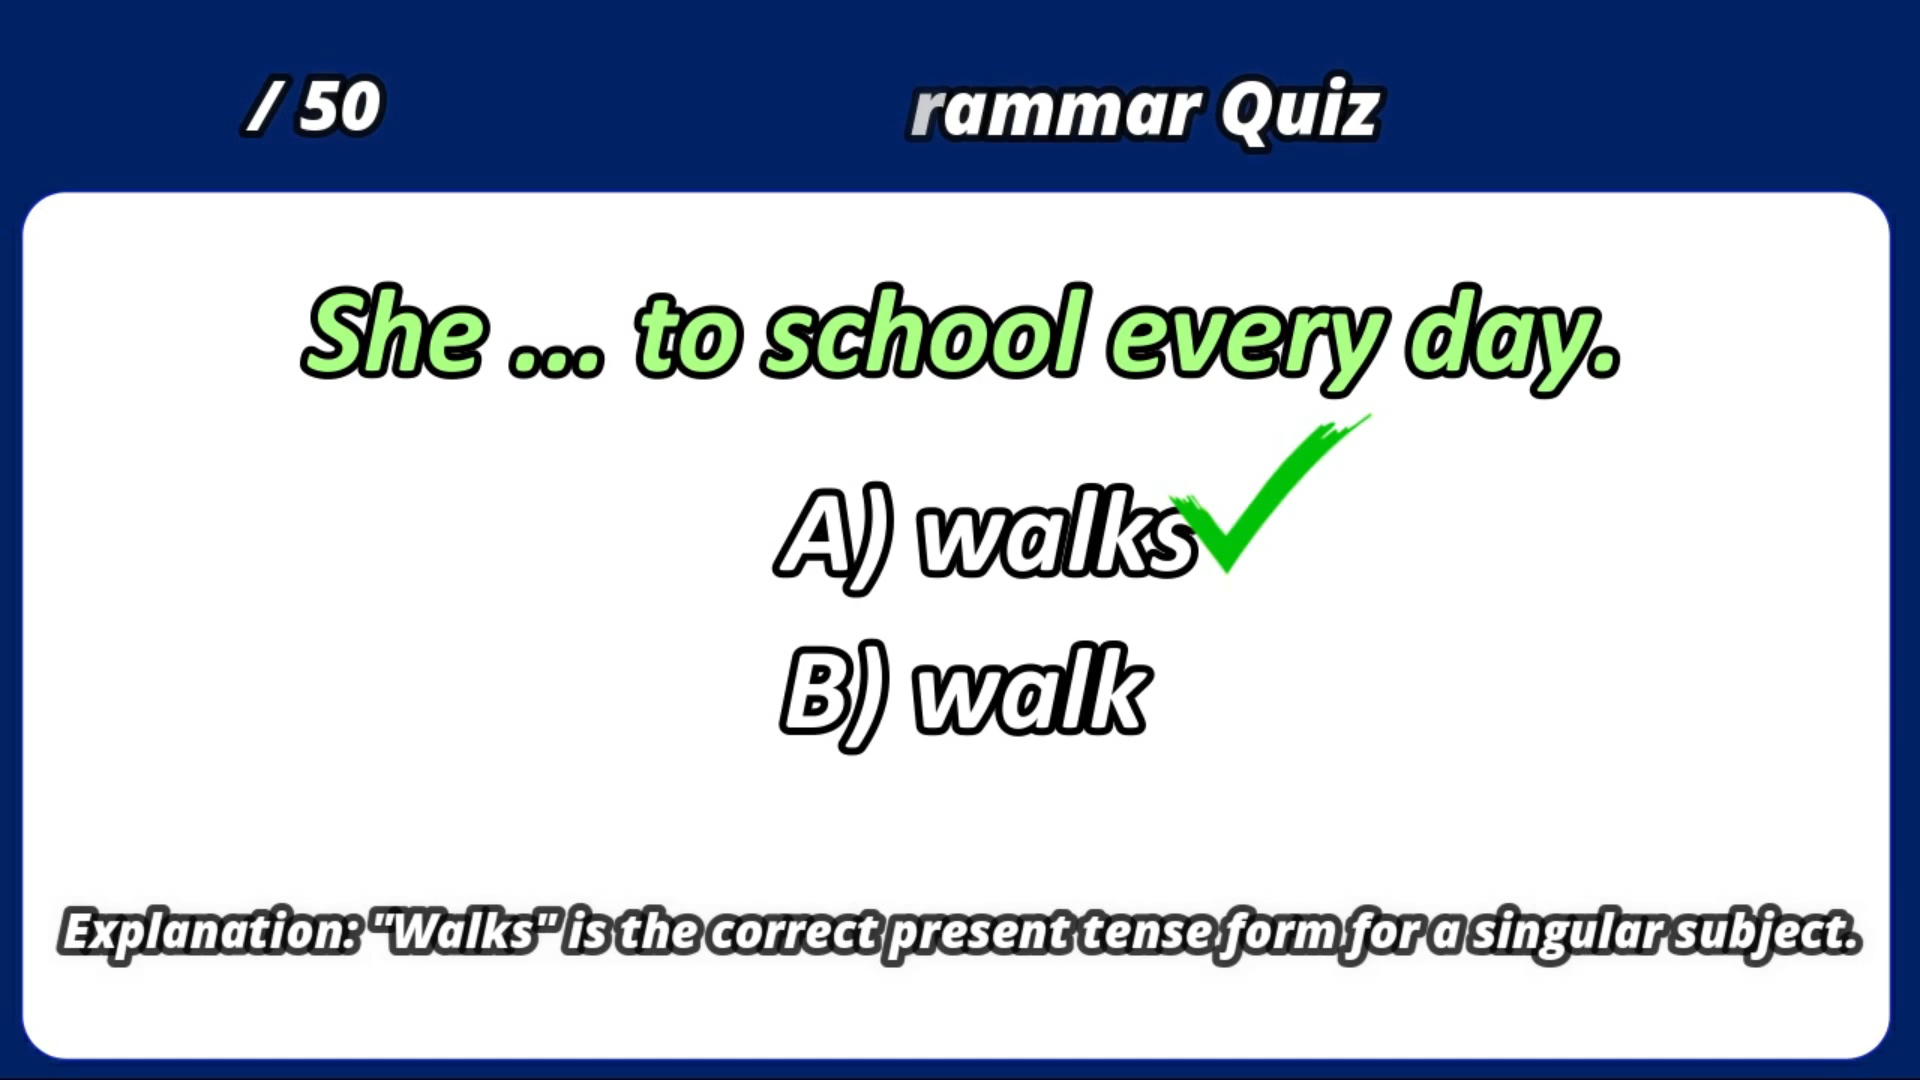 / 50
rammar Quiz
She ... to school every day.
A) walks
B) walk
Explanation: "Walks" is the correct present tense form for a singular subject.